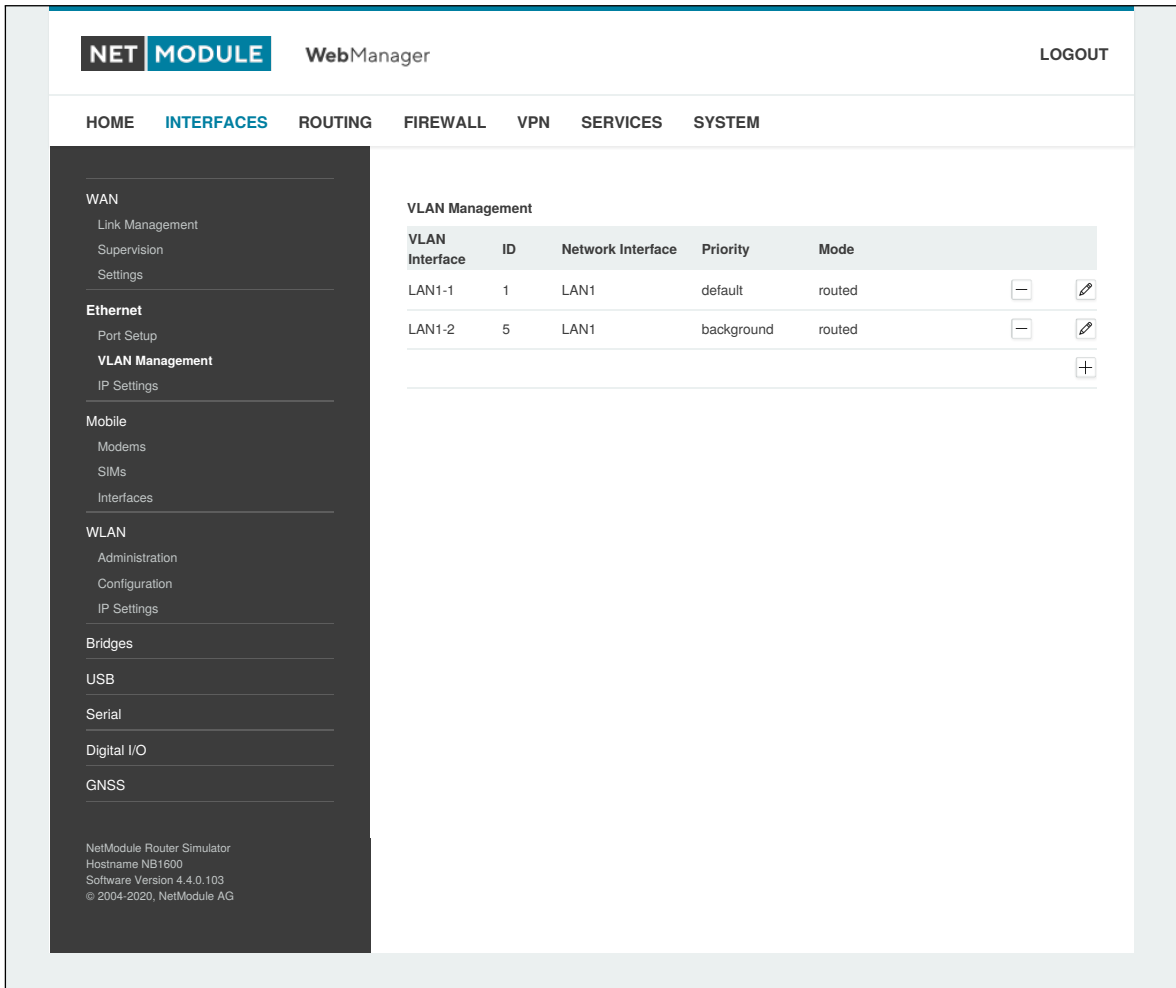 NET MODULE WebManager LOGOUT
HOME INTERFACES ROUTING FIREWALL VPN SERVICES SYSTEM
WAN
Link Management
Supervision
Settings
Ethernet
Port Setup
VLAN Management
IP Settings
Mobile
Modems
SIMs
Interfaces
WLAN
Administration
Configuration
IP Settings
Bridges
USB
Serial
Digital I/O
GNSS
NetModule Router Simulator
Hostname NB1600
Software Version 4.4.0.103
© 2004-2020, NetModule AG
VLAN Management
VLAN Interface ID Network Interface Priority Mode
LAN1-1 1 LAN1 default routed
LAN1-2 5 LAN1 background routed